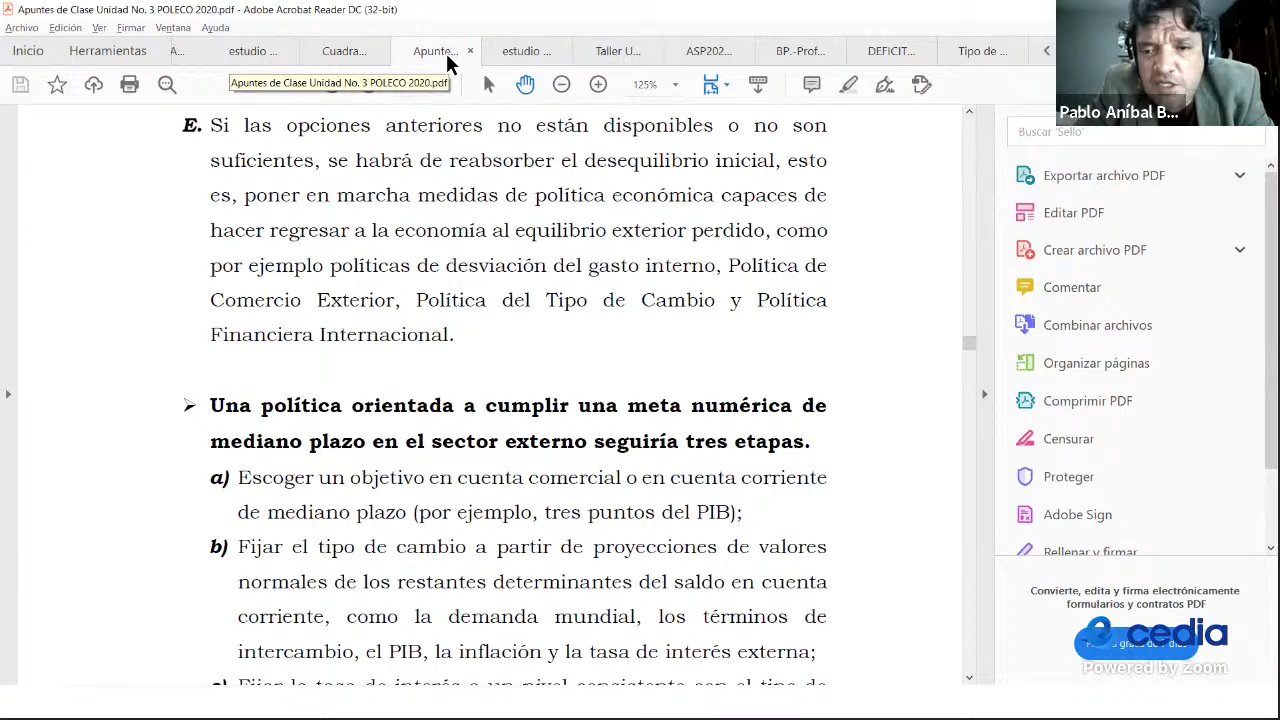 Apuntes de Clase Unidad No. 3 POLECO 2020.pdf - Adobe Acrobat Reader DC (32-bit)
Archivo Edición Ver Firmar Ventana Ayuda
Inicio Herramientas A... estudio ... Cuadra... Apunte... × estudio ... Taller U... ASP202... BP.-Prof... DEFICIT... Tipo de ...
Apuntes de Clase Unidad No. 3 POLECO 2020.pdf
125%
Pablo Aníbal B...
Buscar 'Sello'
E. Si las opciones anteriores no están disponibles o no son
suficientes, se habrá de reabsorber el desequilibrio inicial, esto
es, poner en marcha medidas de política económica capaces de
hacer regresar a la economía al equilibrio exterior perdido, como
por ejemplo políticas de desviación del gasto interno, Política de
Comercio Exterior, Política del Tipo de Cambio y Política
Financiera Internacional.
➢ Una política orientada a cumplir una meta numérica de
mediano plazo en el sector externo seguiría tres etapas.
a) Escoger un objetivo en cuenta comercial o en cuenta corriente
de mediano plazo (por ejemplo, tres puntos del PIB);
b) Fijar el tipo de cambio a partir de proyecciones de valores
normales de los restantes determinantes del saldo en cuenta
corriente, como la demanda mundial, los términos de
intercambio, el PIB, la inflación y la tasa de interés externa;
Exportar archivo PDF
Editar PDF
Crear archivo PDF
Comentar
Combinar archivos
Organizar páginas
Comprimir PDF
Censurar
Proteger
Adobe Sign
Rellenar y firmar
Convierte, edita y firma electrónicamente
formularios y contratos PDF
cedia
Powered by Zoom